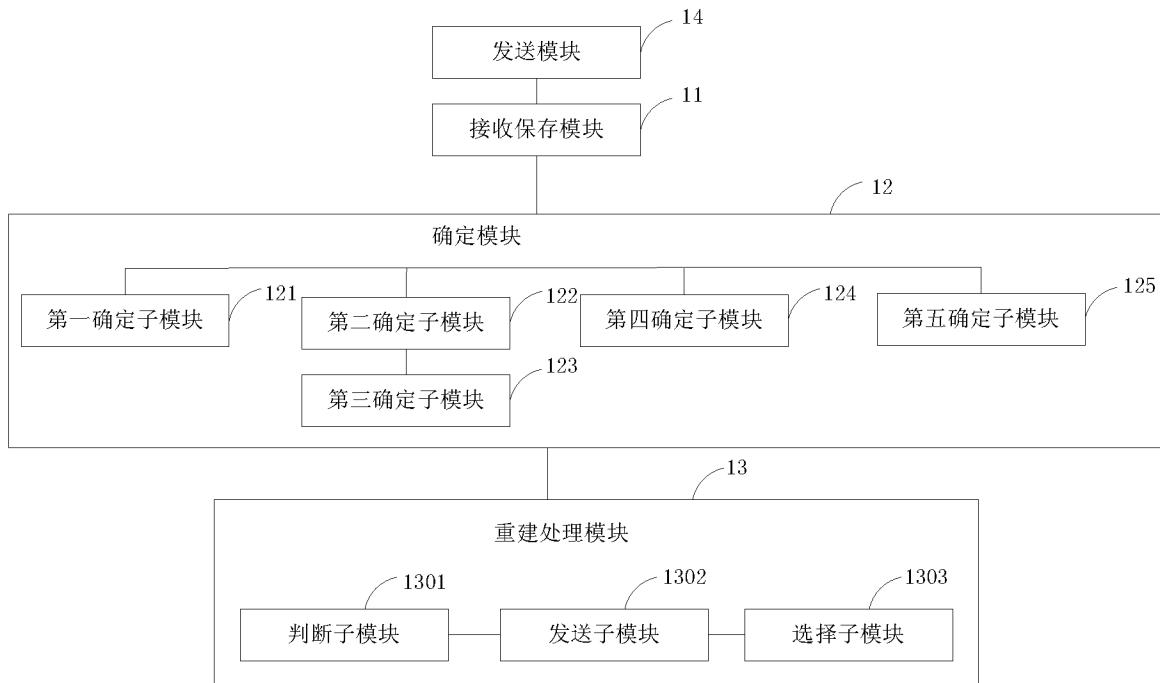 14
发送模块
11
接收保存模块
12
确定模块
121
第一确定子模块
122
第二确定子模块
124
第四确定子模块
125
第五确定子模块
123
第三确定子模块
13
重建处理模块
1301
判断子模块
1302
发送子模块
1303
选择子模块